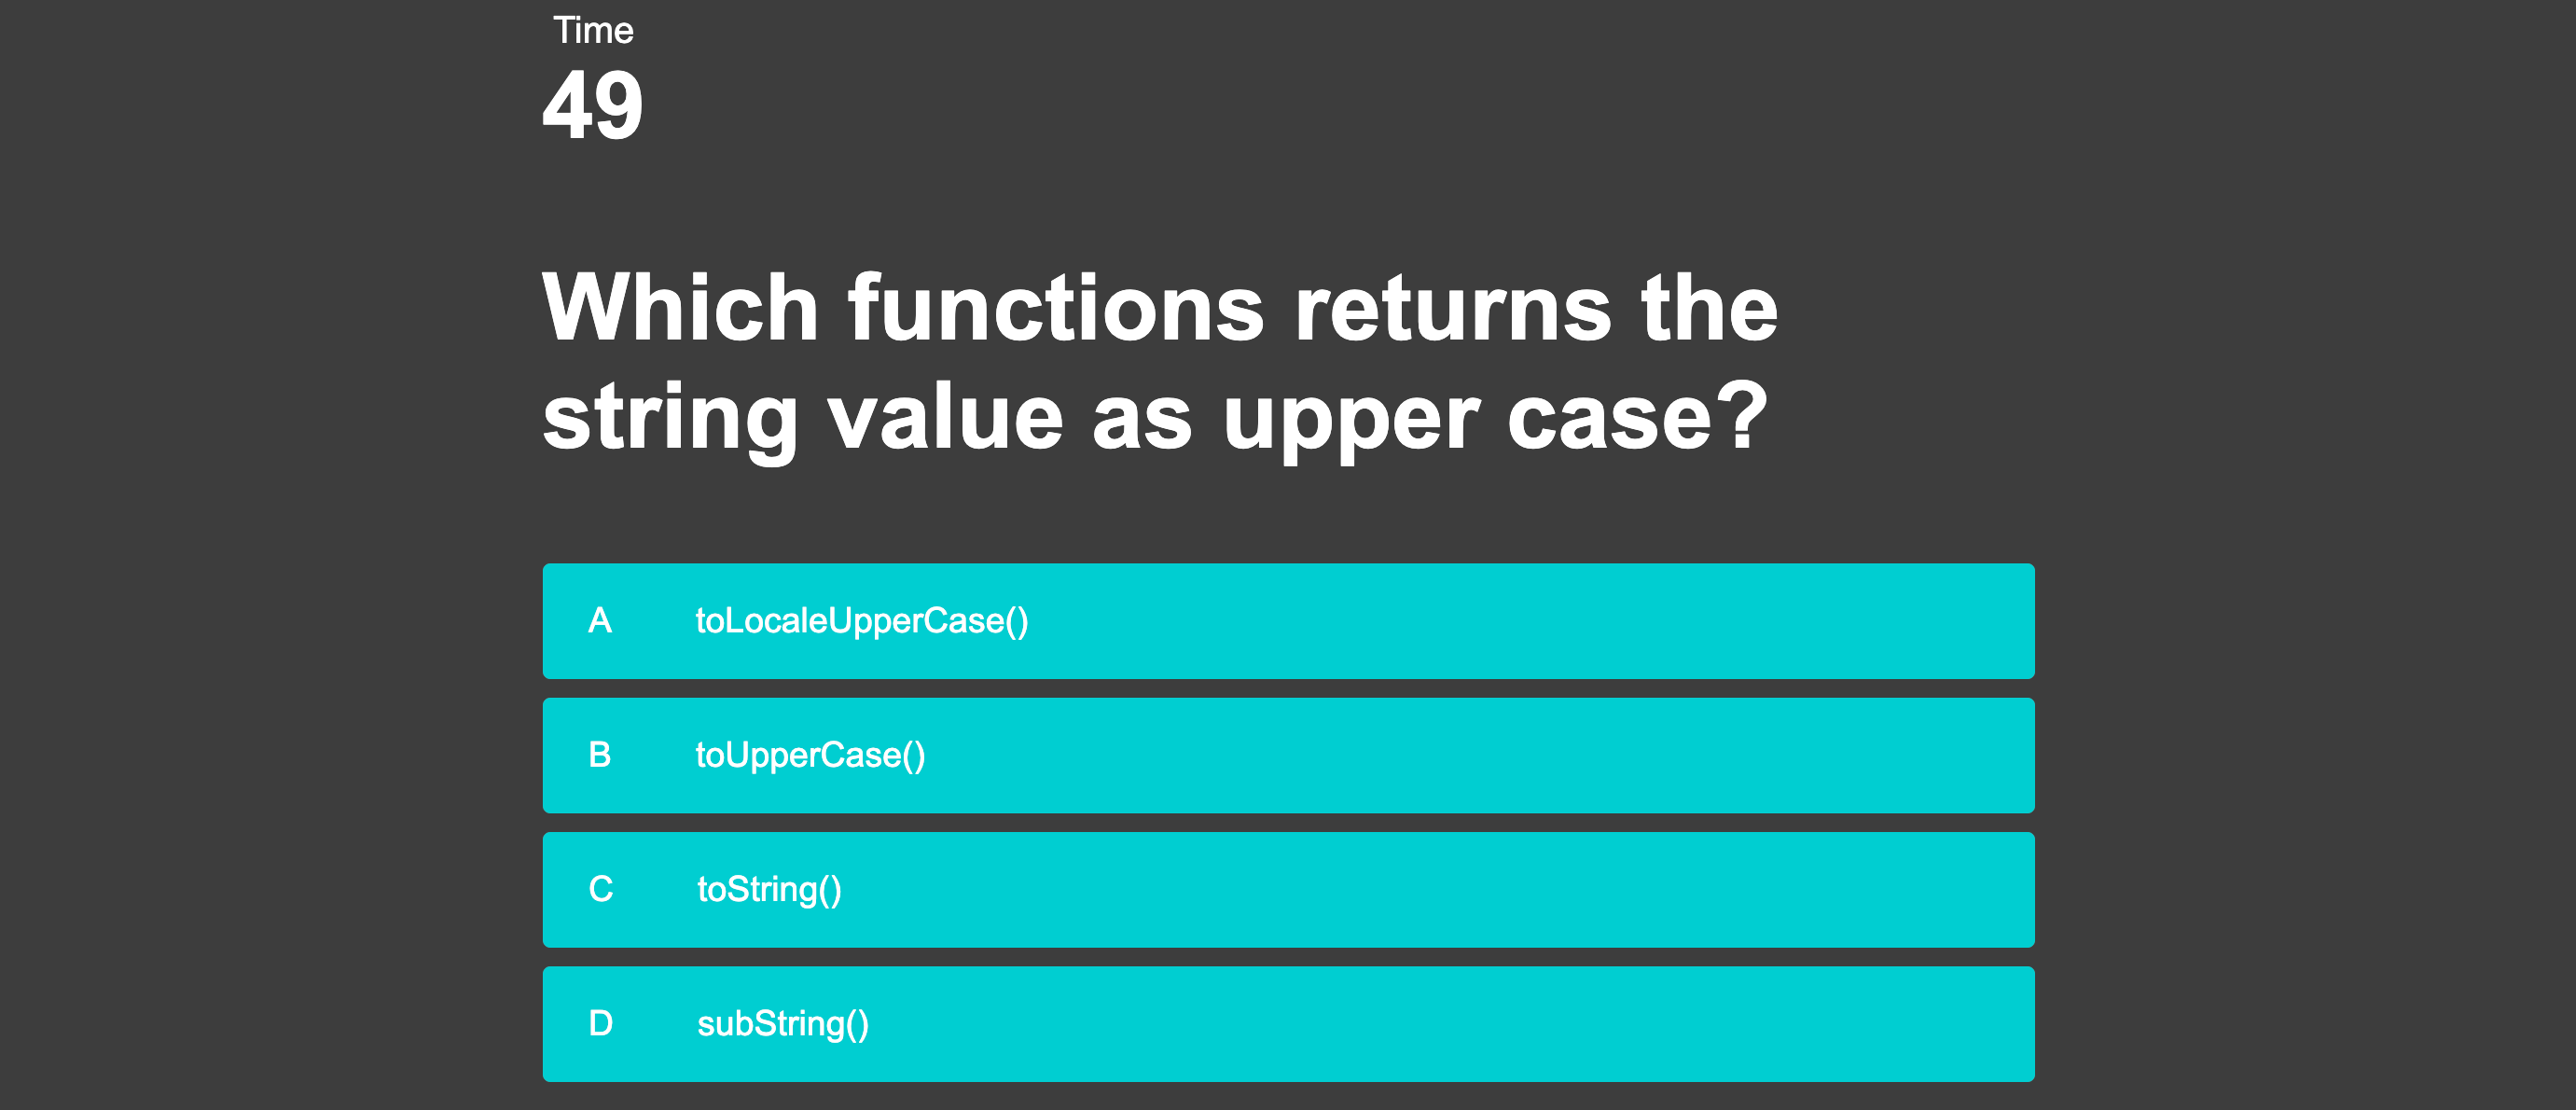 Time
49
Which functions returns the
string value as upper case?
A toLocaleUpperCase()
B toUpperCase()
C toString()
D subString()